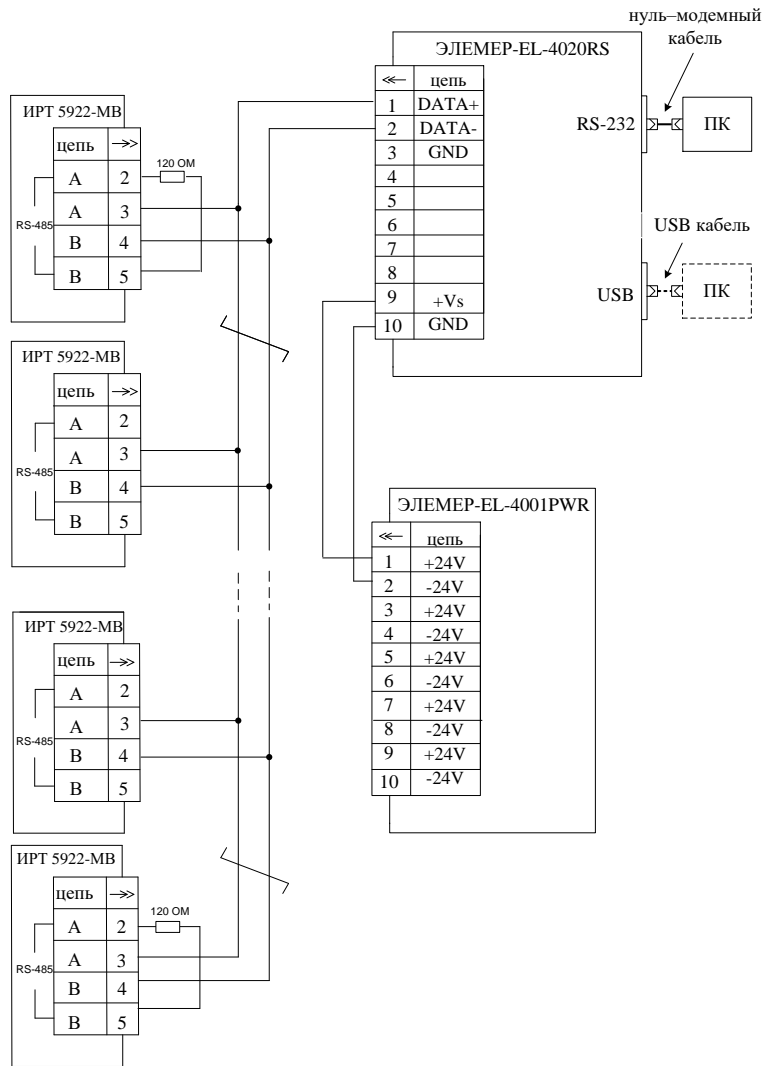 нуль–модемный
кабель
ЭЛЕМЕР-EL-4020RS
цепь
1 DATA+
2 DATA-
3 GND
4
5
6
7
8
9 +Vs
10 GND
RS-232
ПК
USB кабель
USB
ПК
ИРТ 5922-МВ
цепь
A 2
A 3
B 4
B 5
RS-485
120 ОМ
ИРТ 5922-МВ
цепь
A 2
A 3
B 4
B 5
RS-485
ЭЛЕМЕР-EL-4001PWR
цепь
1 +24V
2 -24V
3 +24V
4 -24V
5 +24V
6 -24V
7 +24V
8 -24V
9 +24V
10 -24V
ИРТ 5922-МВ
цепь
A 2
A 3
B 4
B 5
RS-485
ИРТ 5922-МВ
цепь
A 2
A 3
B 4
B 5
RS-485
120 ОМ